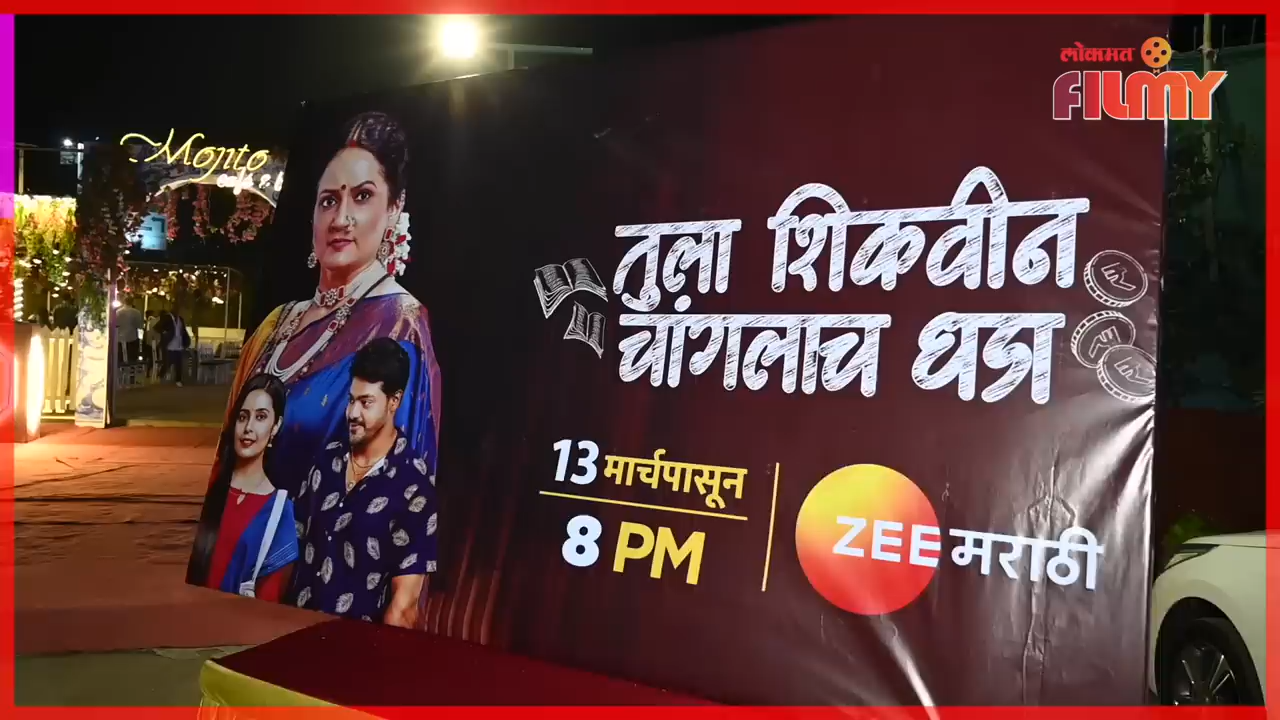 लोकमत
FILMY
Mojito
तुला शिकवीन
चांगलाच धडा
13 मार्चपासून
8 PM
ZEE मराठी